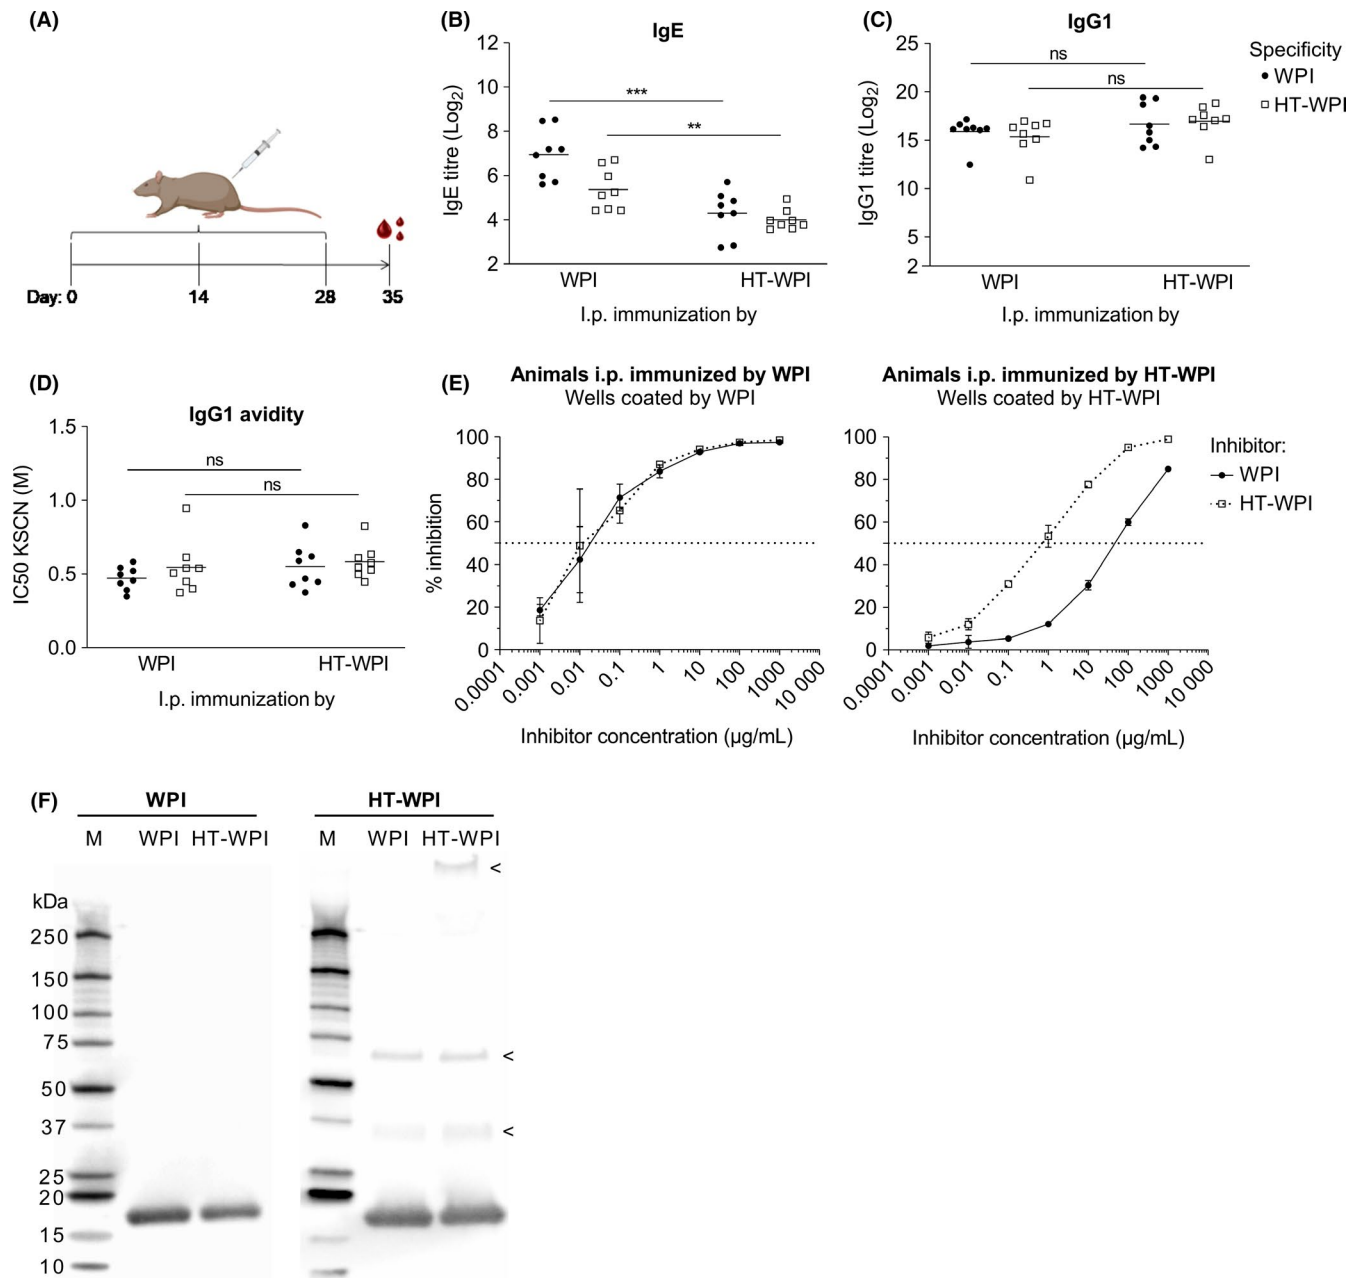 (A)
Day: 0 14 28 35
(B)
IgE
IgE titre (Log2)
12
10
8
6
4
2
***
**
WPI HT-WPI
I.p. immunization by
(C)
IgG1
IgG1 titre (Log2)
25
20
15
10
5
2
ns
ns
WPI HT-WPI
I.p. immunization by
Specificity
WPI
HT-WPI
(D)
IgG1 avidity
IC50 KSCN (M)
1.5
1.0
0.5
0.0
ns
ns
WPI HT-WPI
I.p. immunization by
(E)
Animals i.p. immunized by WPI
Wells coated by WPI
% inhibition
100
80
60
40
20
0
0.0001 0.001 0.01 0.1 1 10 100 1000 10 000
Inhibitor concentration (µg/mL)
Animals i.p. immunized by HT-WPI
Wells coated by HT-WPI
100
80
60
40
20
0
0.0001 0.001 0.01 0.1 1 10 100 1000 10 000
Inhibitor concentration (µg/mL)
Inhibitor:
WPI
HT-WPI
(F)
WPI
M WPI HT-WPI
kDa
250
150
100
75
50
37
25
20
15
10
HT-WPI
M WPI HT-WPI
<
<
<